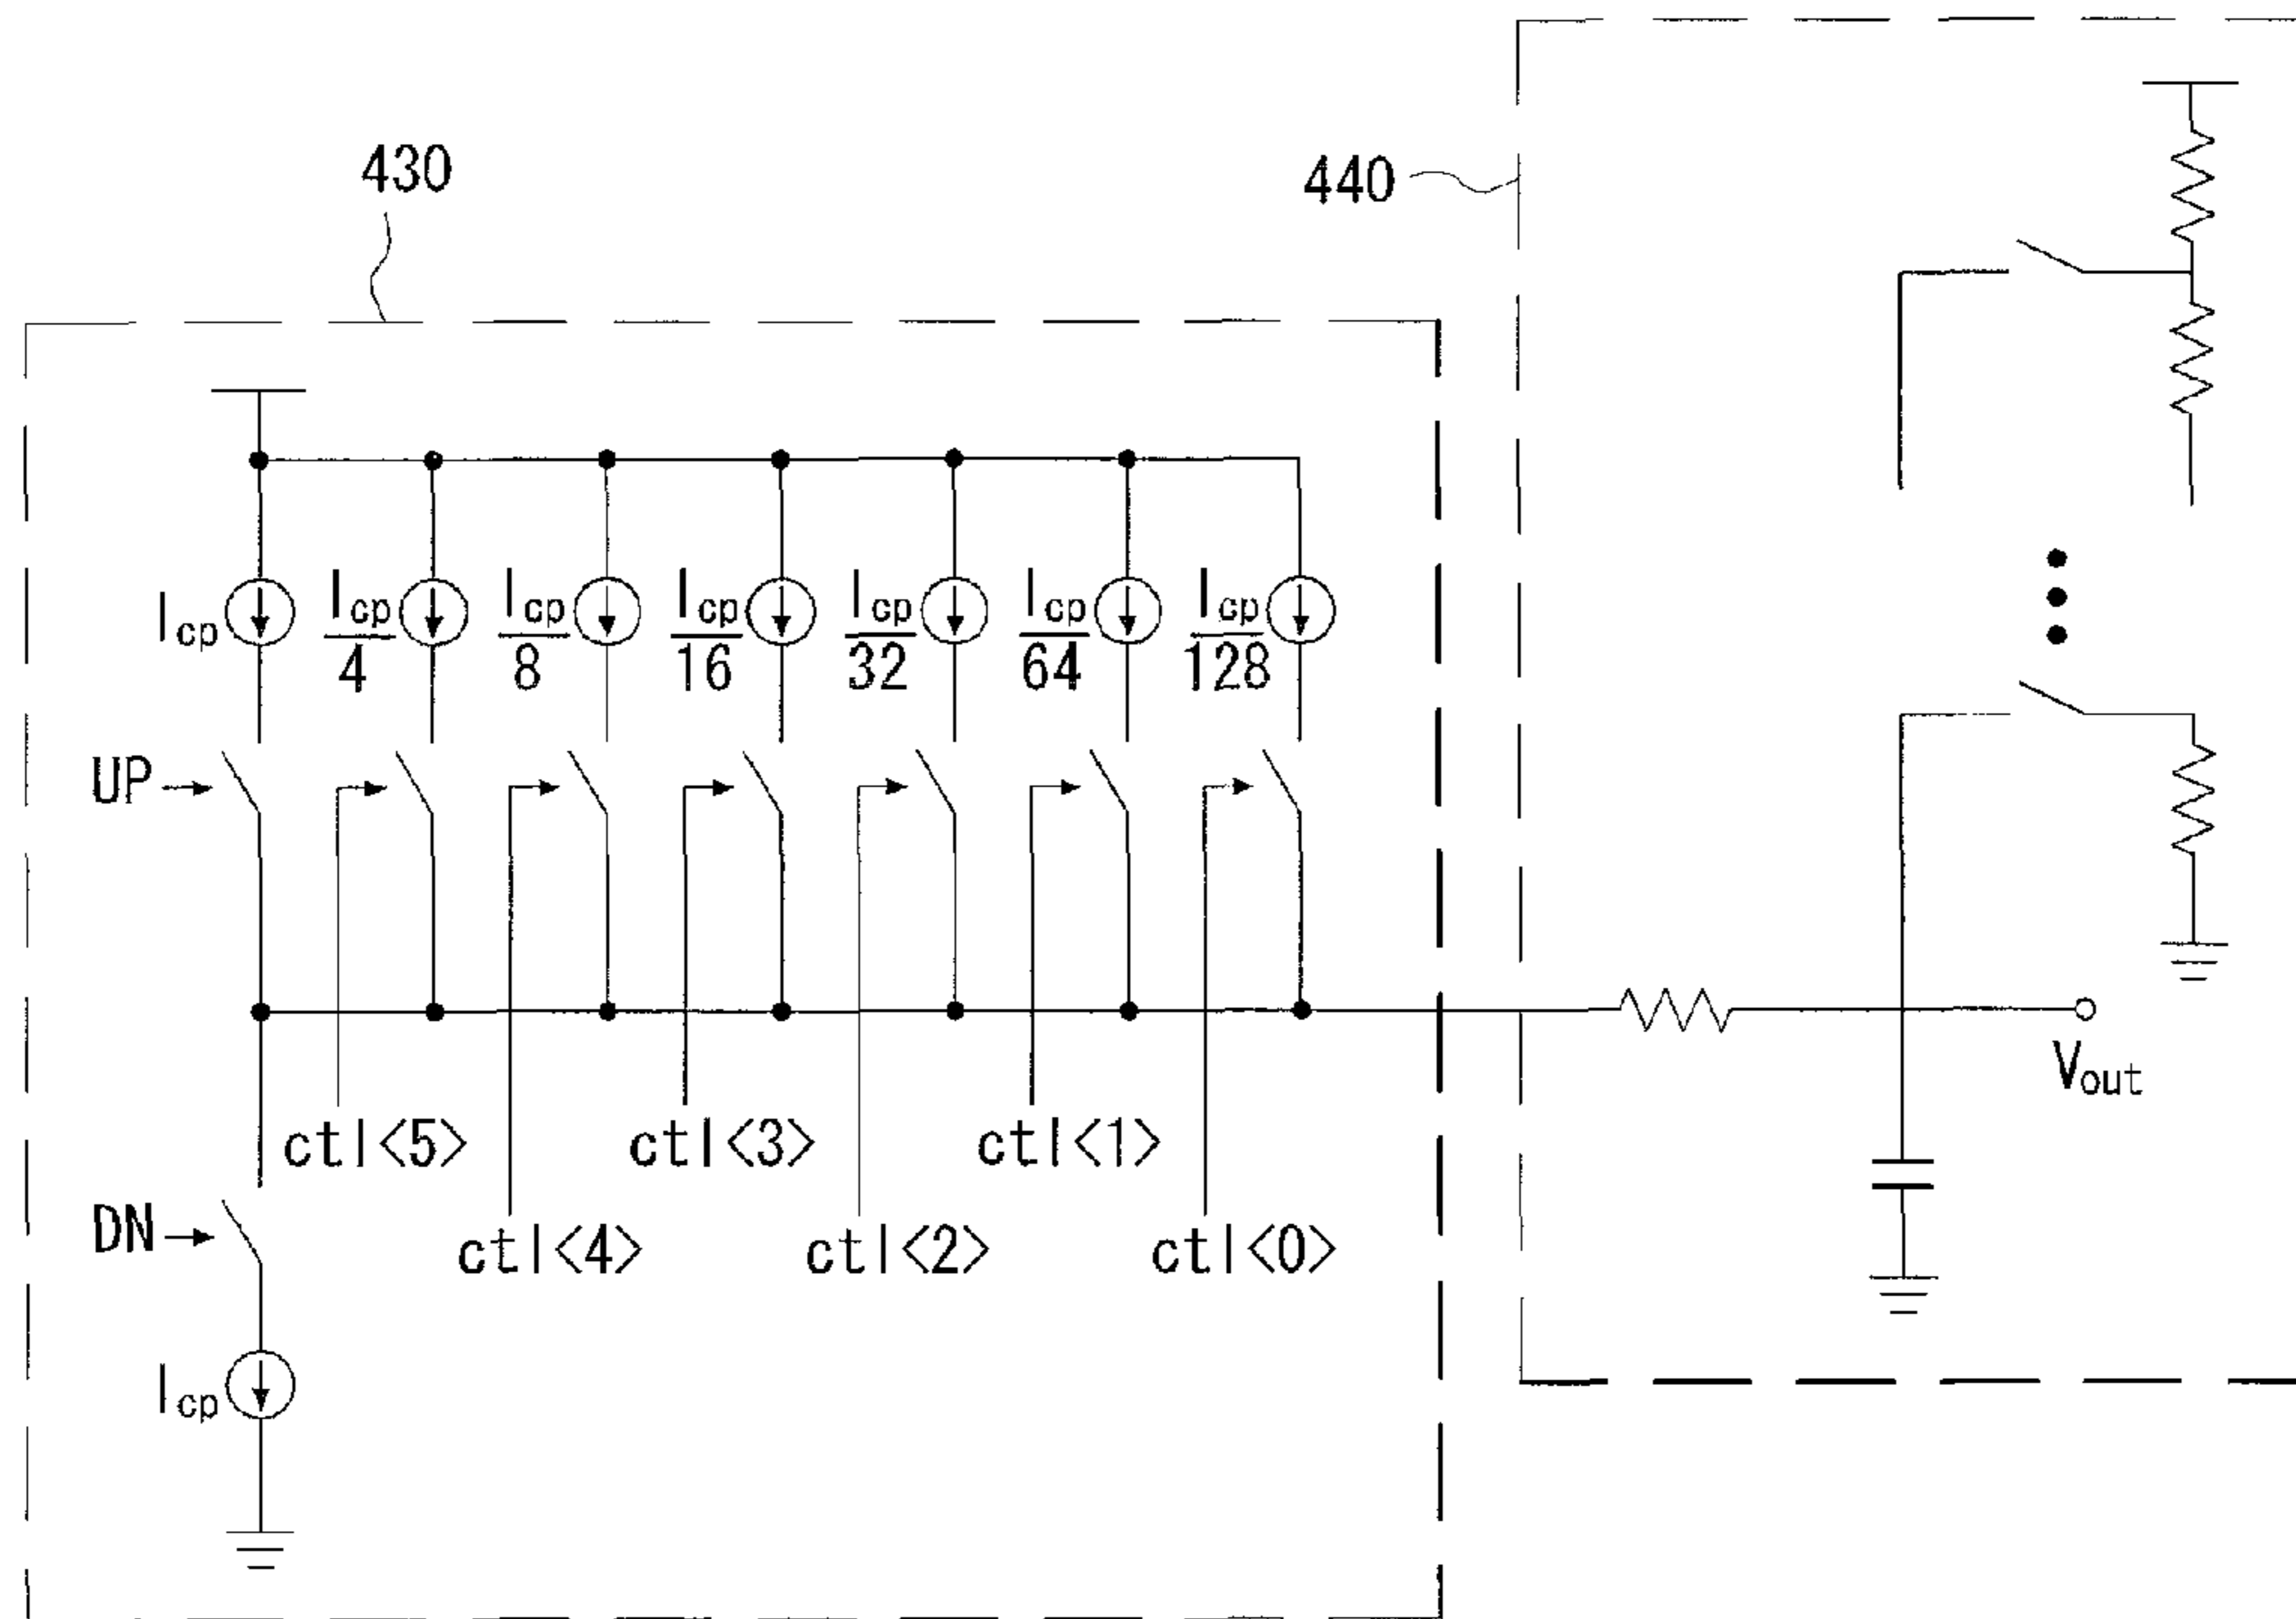 430
440
Icp
Icp/4
Icp/8
Icp/16
Icp/32
Icp/64
Icp/128
UP
ctl<5>
ctl<3>
ctl<1>
Vout
DN
ctl<4>
ctl<2>
ctl<0>
Icp